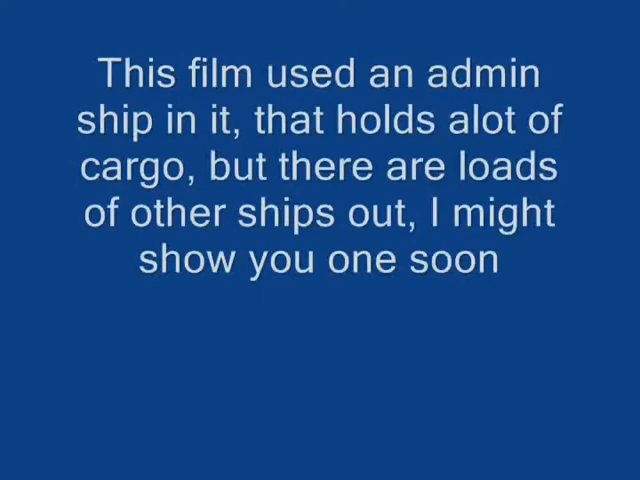 This film used an admin
ship in it, that holds alot of
cargo, but there are loads
of other ships out, I might
show you one soon